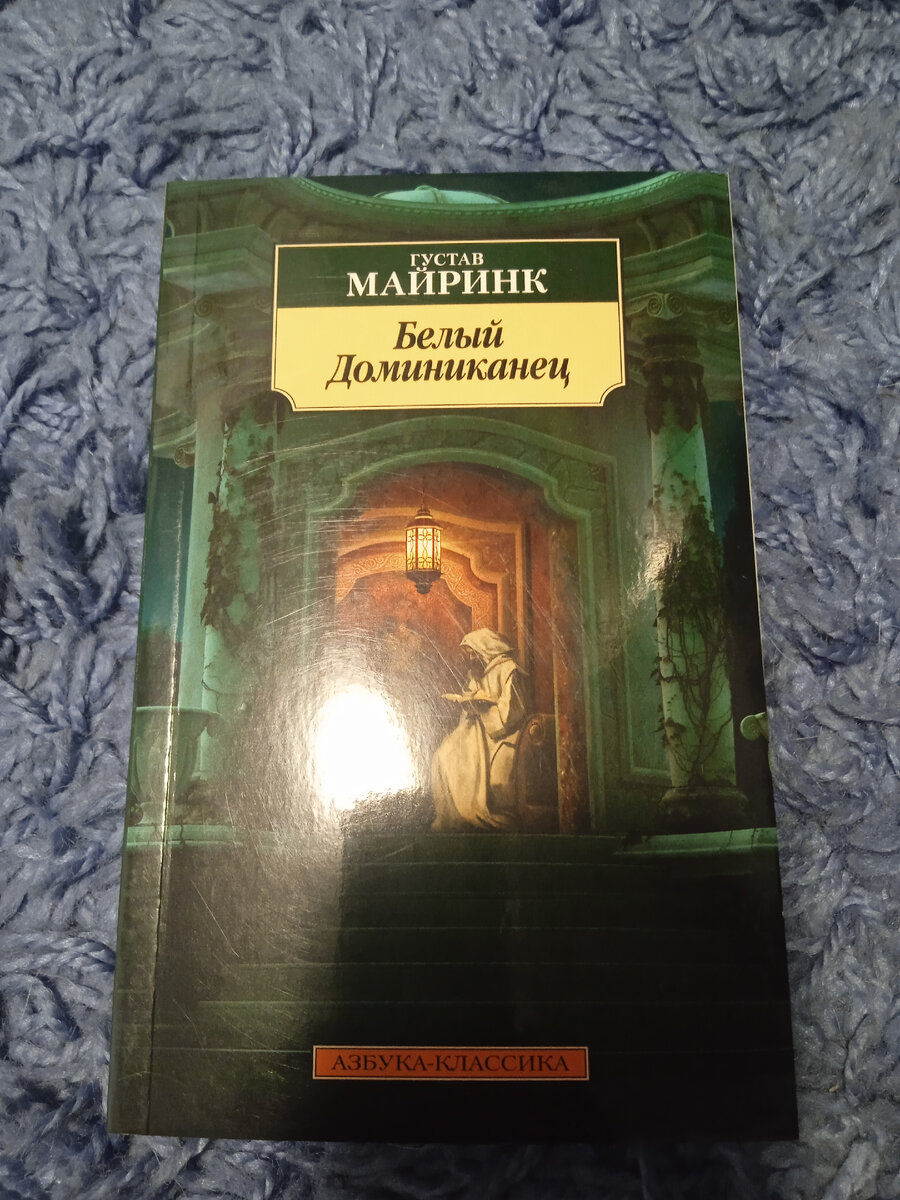 ГУСТАВ
МАЙРИНК
Белый
Доминиканец
АЗБУКА-КЛАССИКА